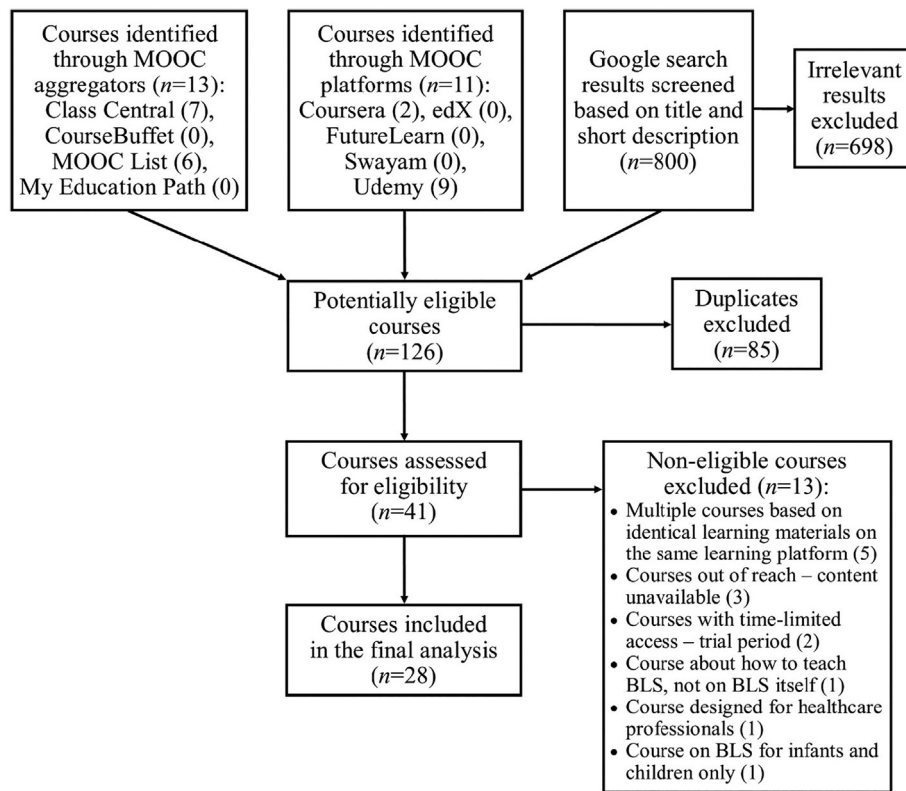 Courses identified
through MOOC
aggregators (n=13):
Class Central (7),
CourseBuffet (0),
MOOC List (6),
My Education Path (0)
Courses identified
through MOOC
platforms (n=11):
Coursera (2), edX (0),
FutureLearn (0),
Swayam (0),
Udemy (9)
Google search
results screened
based on title and
short description
(n=800)
Irrelevant
results
excluded
(n=698)
Potentially eligible
courses
(n=126)
Duplicates
excluded
(n=85)
Courses assessed
for eligibility
(n=41)
Non-eligible courses
excluded (n=13):
• Multiple courses based on
identical learning materials on
the same learning platform (5)
• Courses out of reach – content
unavailable (3)
• Courses with time-limited
access – trial period (2)
• Course about how to teach
BLS, not on BLS itself (1)
• Course designed for healthcare
professionals (1)
• Course on BLS for infants and
children only (1)
Courses included
in the final analysis
(n=28)